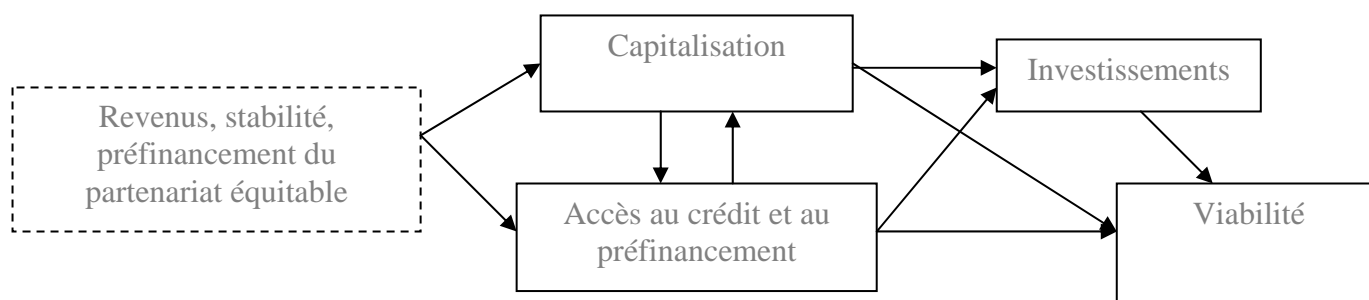 Capitalisation
Investissements
Revenus, stabilité,
préfinancement du
partenariat équitable
Accès au crédit et au
préfinancement
Viabilité